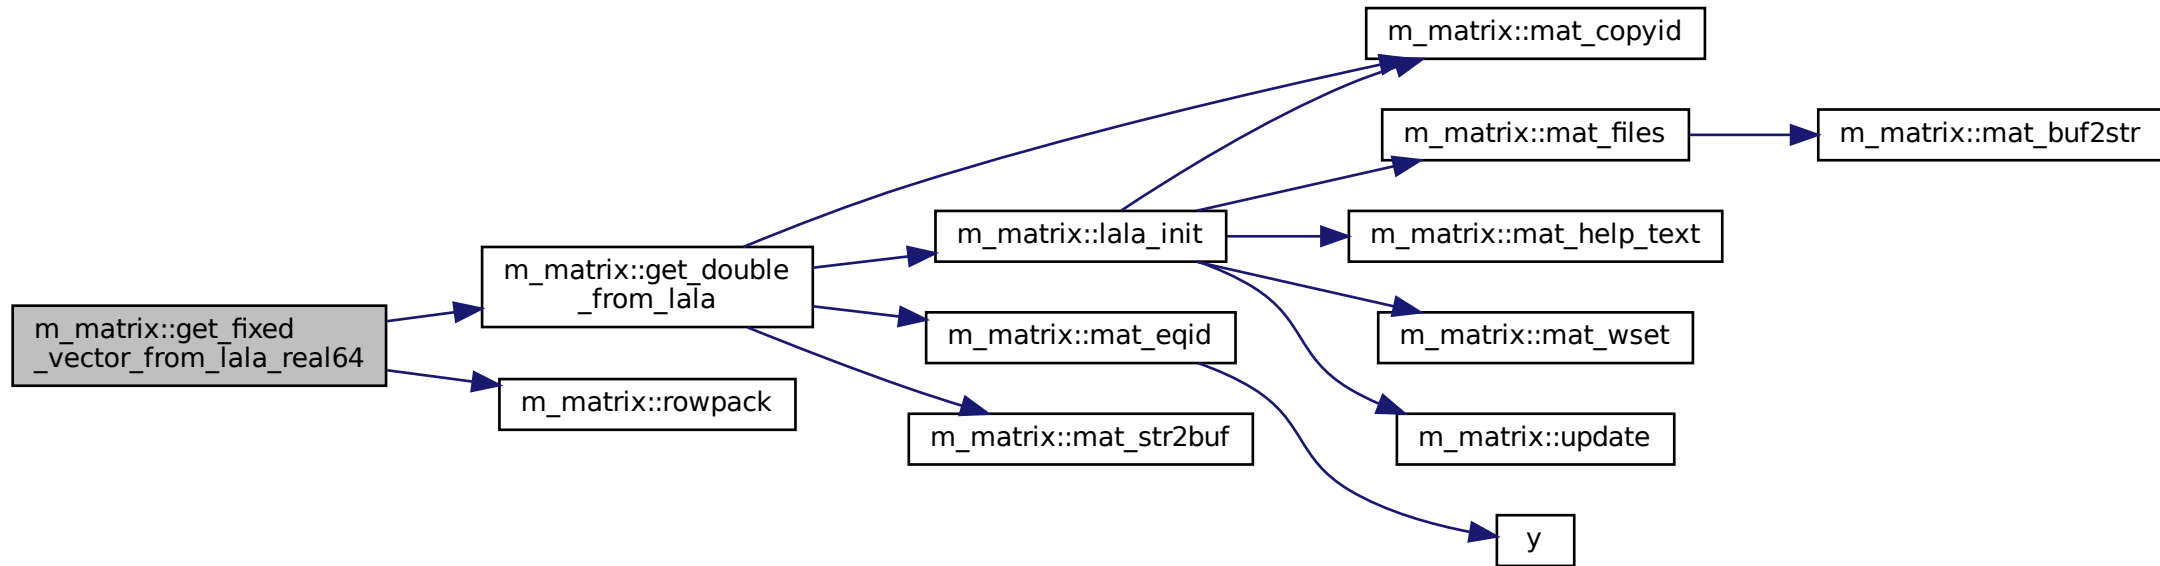 m_matrix::mat_copyid
m_matrix::mat_files
m_matrix::mat_buf2str
m_matrix::lala_init
m_matrix::mat_help_text
m_matrix::get_double
_from_lala
m_matrix::get_fixed
_vector_from_lala_real64
m_matrix::mat_eqid
m_matrix::mat_wset
m_matrix::rowpack
m_matrix::mat_str2buf
m_matrix::update
y